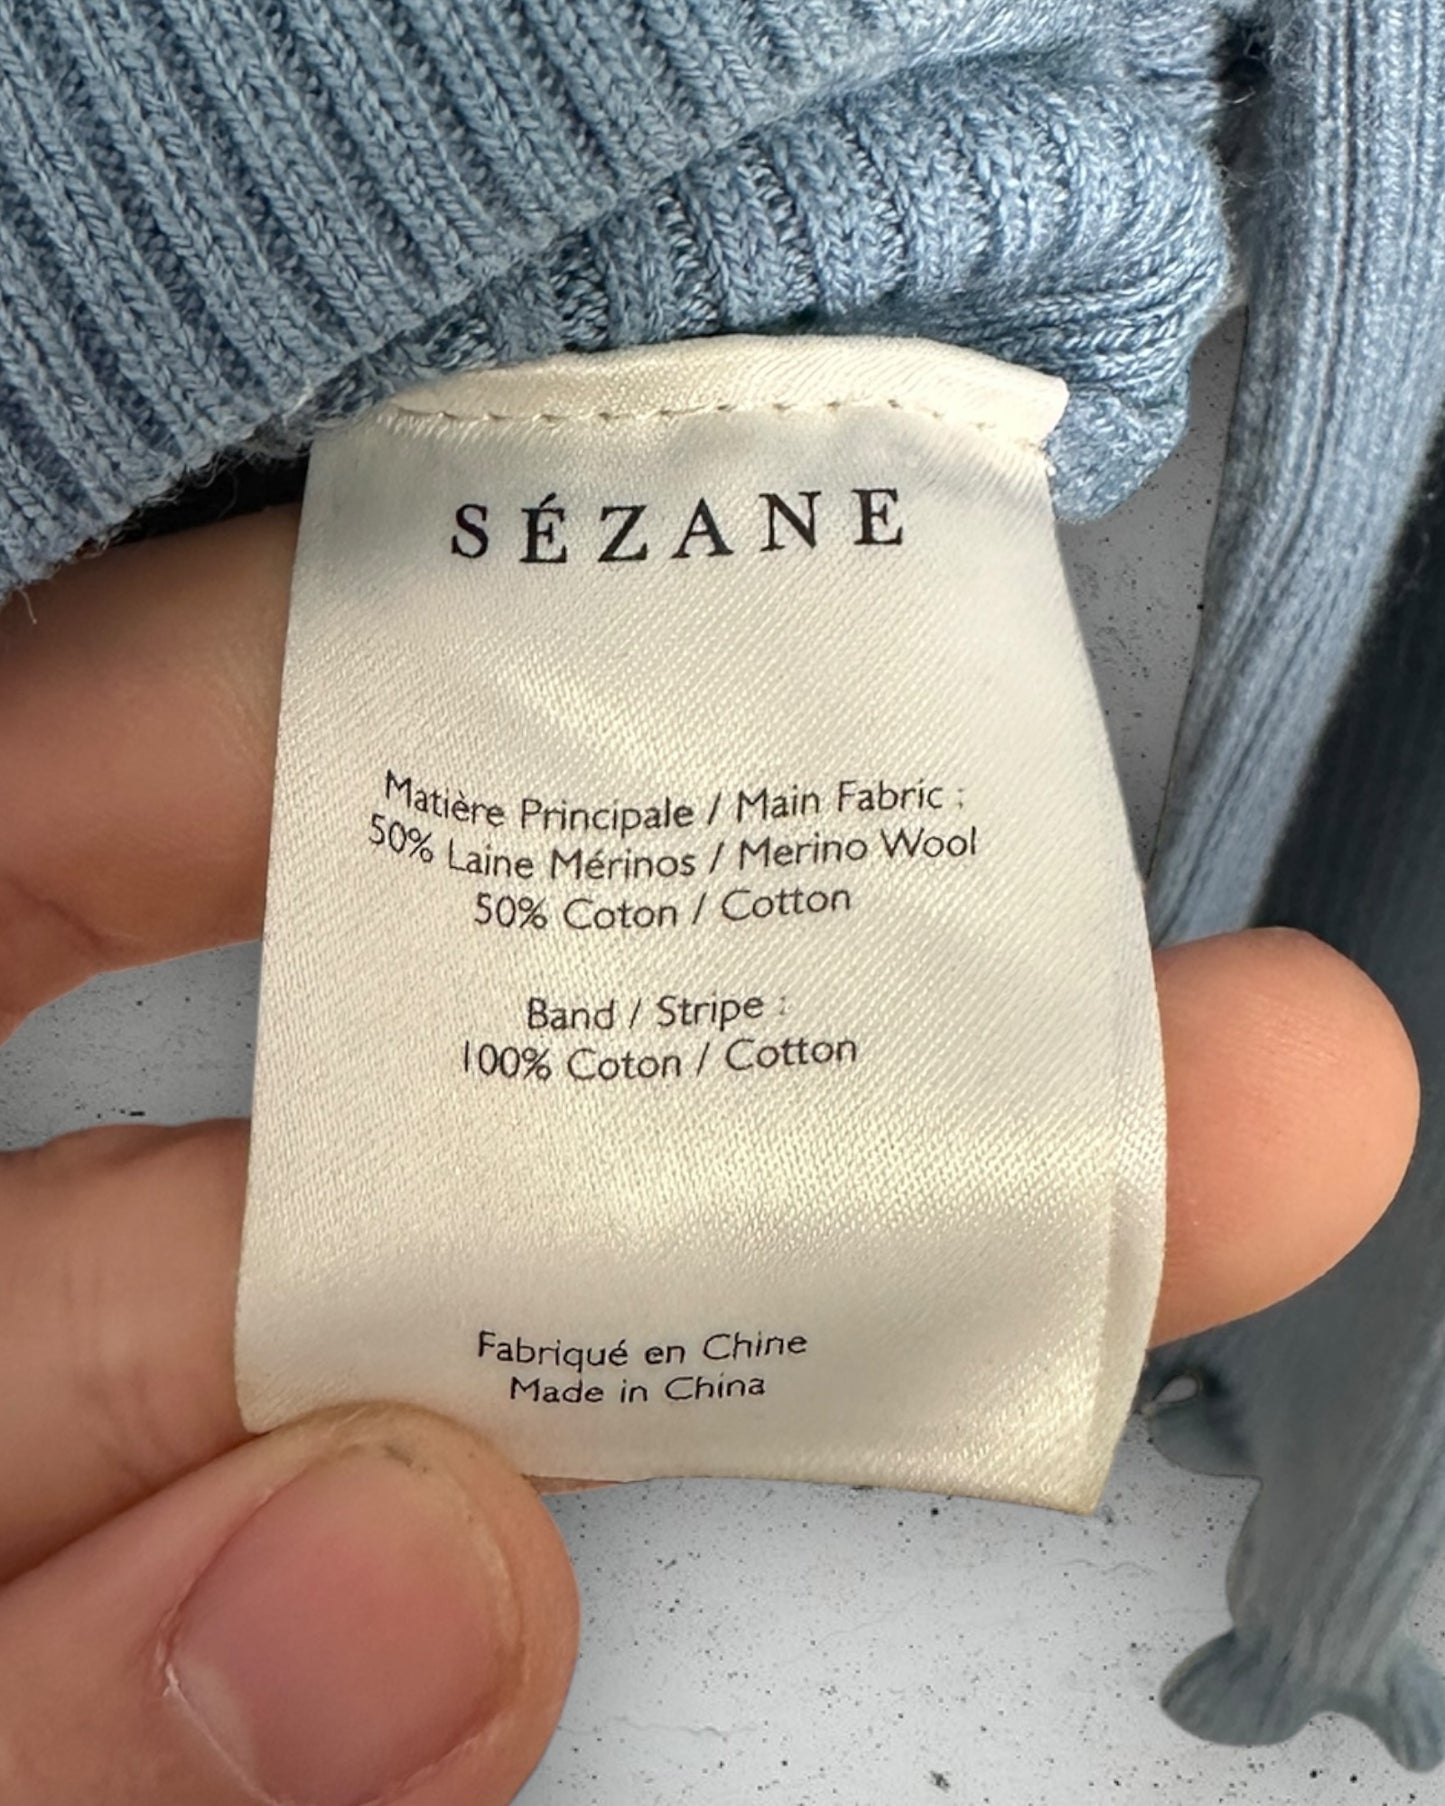 SÉZANE
Matière Principale / Main Fabric :
50% Laine Mérinos / Merino Wool
50% Coton / Cotton
Band / Stripe :
100% Coton / Cotton
Fabriqué en Chine
Made in China